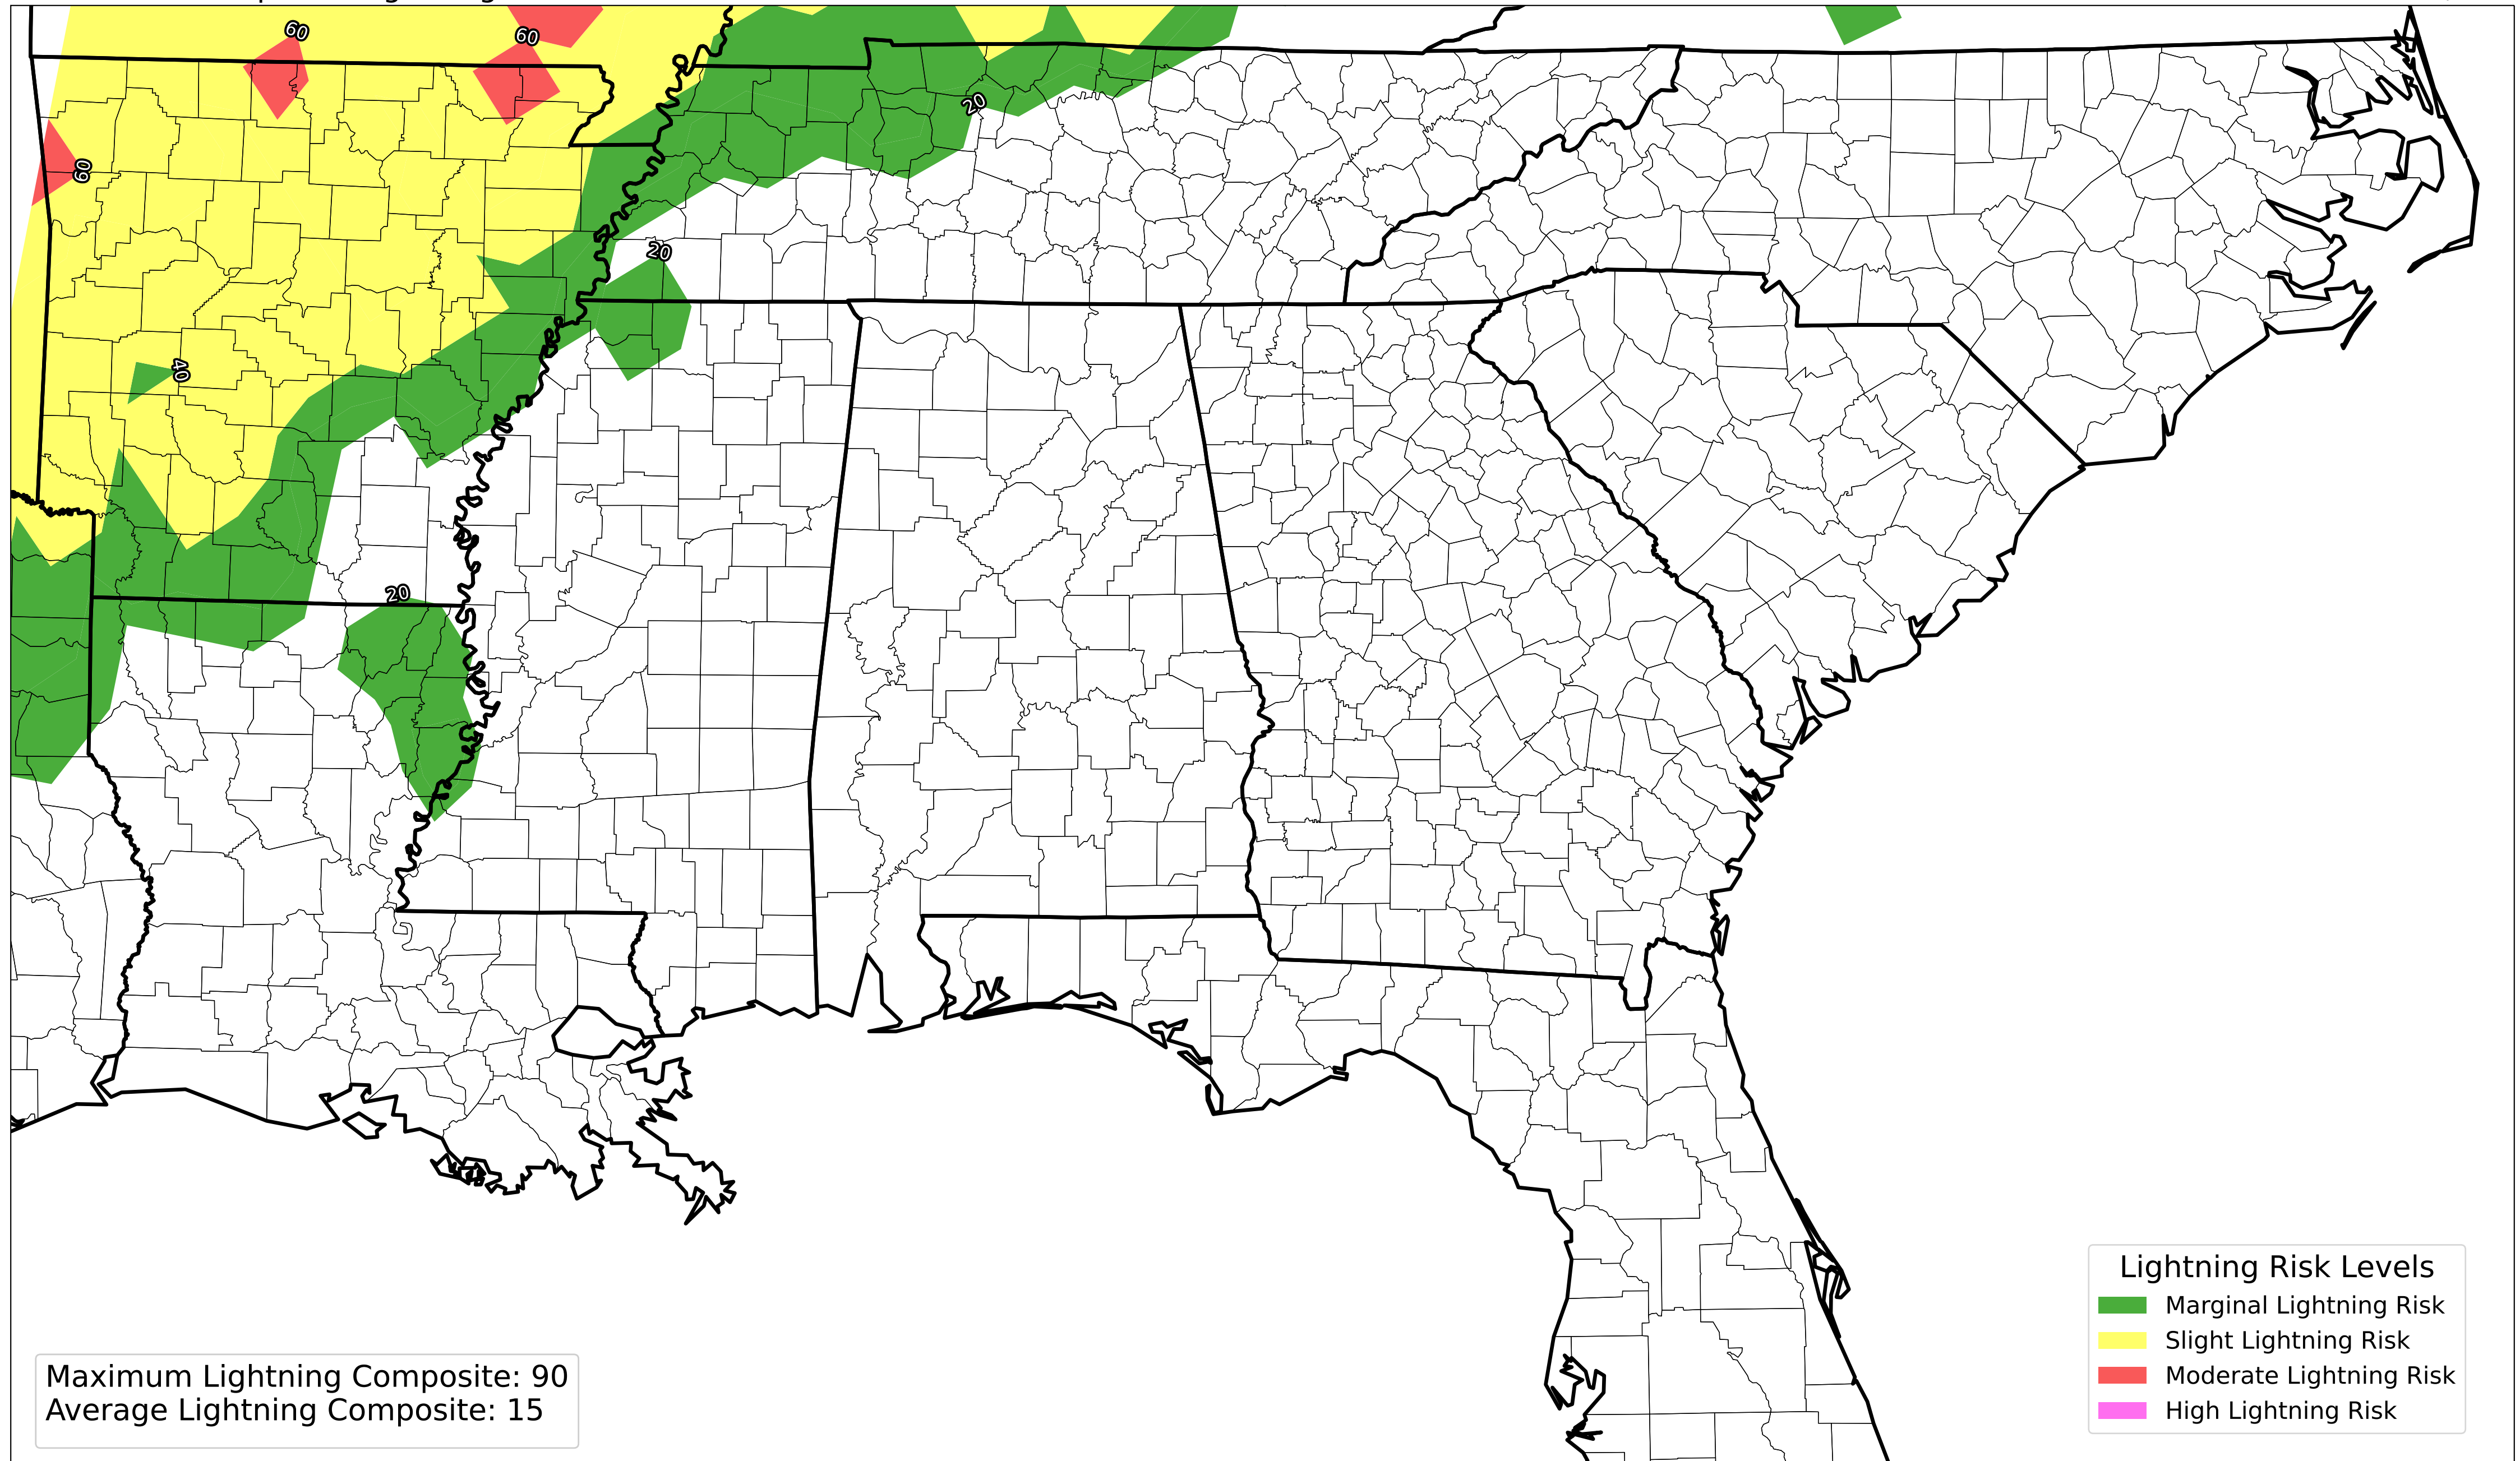 60
60
60
20
20
40
20
Lightning Risk Levels
Marginal Lightning Risk
Slight Lightning Risk
Moderate Lightning Risk
High Lightning Risk
Maximum Lightning Composite: 90
Average Lightning Composite: 15